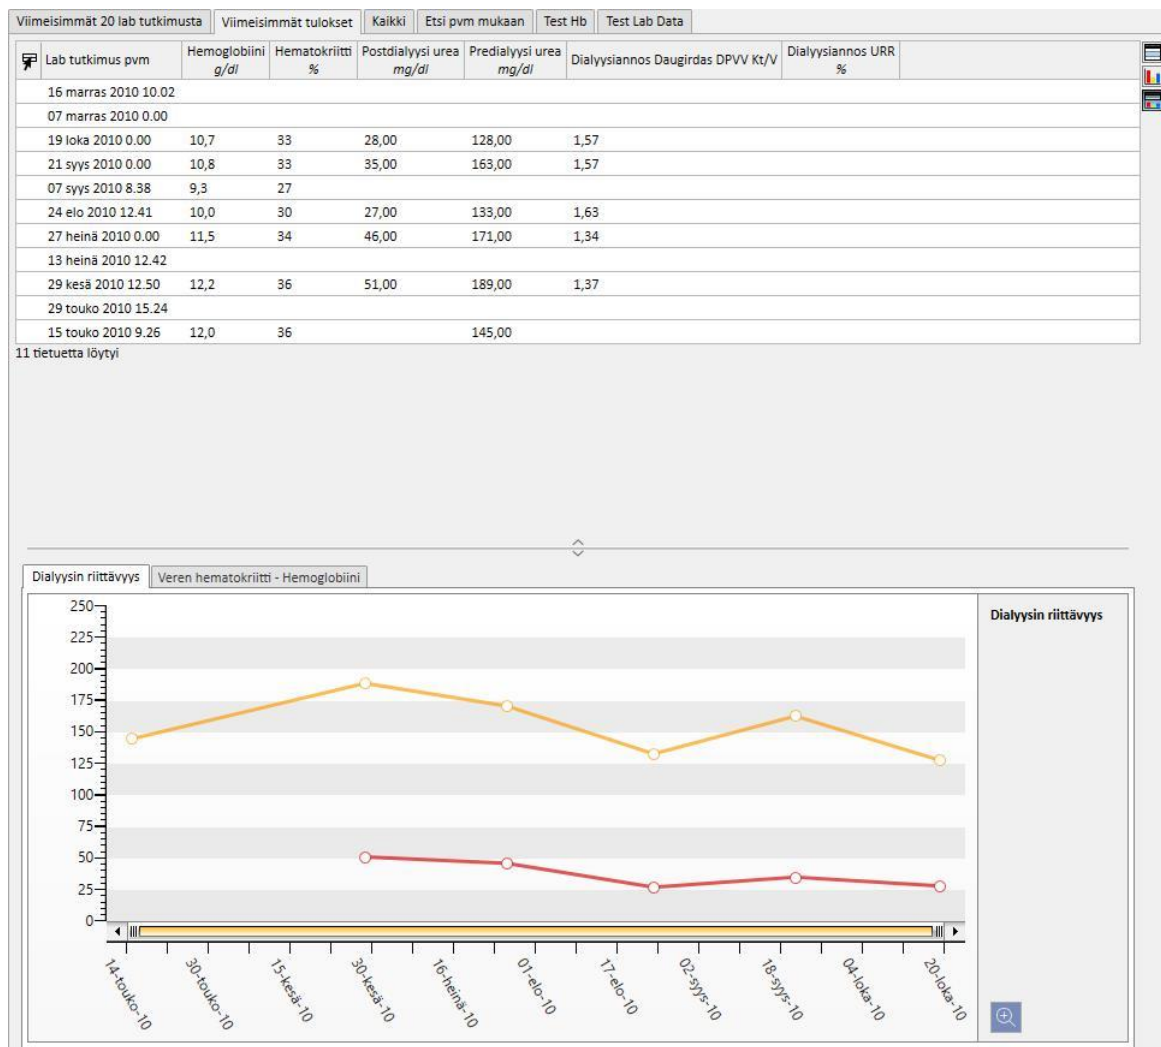 Viimeisimmät 20 lab tutkimusta Viimeisimmät tulokset Kaikki Etsi pvm mukaan Test Hb Test Lab Data
Lab tutkimus pvm Hemoglobiini g/dl Hematokriitti % Postdialyysi urea mg/dl Predialyysi urea mg/dl Dialyysiannos Daugirdas DPVV Kt/V Dialyysiannos URR %
16 marras 2010 10.02
07 marras 2010 0.00
19 loka 2010 0.00 10,7 33 28,00 128,00 1,57
21 syys 2010 0.00 10,8 33 35,00 163,00 1,57
07 syys 2010 8.38 9,3 27
24 elo 2010 12.41 10,0 30 27,00 133,00 1,63
27 heinä 2010 0.00 11,5 34 46,00 171,00 1,34
13 heinä 2010 12.42
29 kesä 2010 12.50 12,2 36 51,00 189,00 1,37
29 touko 2010 15.24
15 touko 2010 9.26 12,0 36 145,00
11 tietuetta löytyi
Dialyysin riittävyys Veren hematokriitti - Hemoglobiini
Dialyysin riittävyys
250
225
200
175
150
125
100
75
50
25
0
14-touko-10 30-touko-10 15-kesä-10 30-kesä-10 16-heinä-10 01-elo-10 17-elo-10 02-syys-10 18-syys-10 04-loka-10 20-loka-10